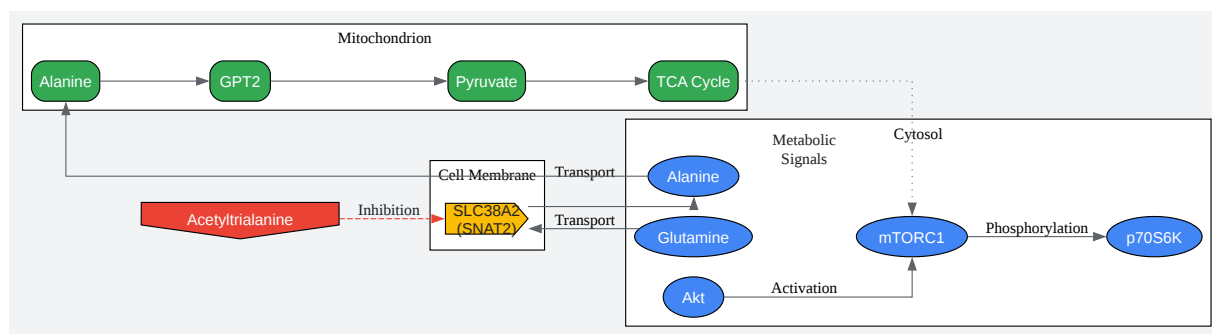 Mitochondrion
Alanine
GPT2
Pyruvate
TCA Cycle
Cytosol
Metabolic
Signals
Cell Membrane
Transport
Alanine
Acetyltrialanine
Inhibition
SLC38A2
(SNAT2)
Transport
Glutamine
mTORC1
Phosphorylation
p70S6K
Akt
Activation